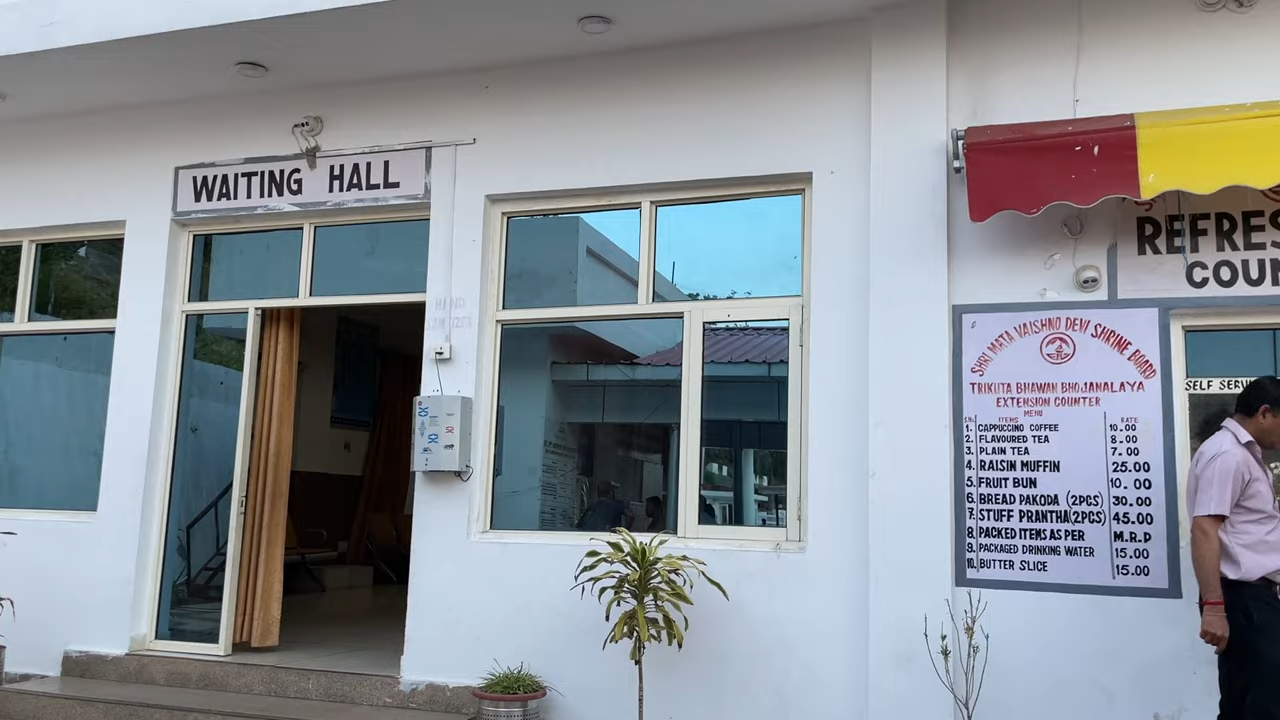 WAITING HALL
HAND
SANITIZER
REFRES
COUN
SHRI MATA VAISHNO DEVI SHRINE BOARD
TRIKUTA BHAWAN BHOJANALAYA
EXTENSION COUNTER
MENU
S.No ITEMS RATE
1. CAPPUCCINO COFFEE 10.00
2. FLAVOURED TEA 8.00
3. PLAIN TEA 7.00
4. RAISIN MUFFIN 25.00
5. FRUIT BUN 10.00
6. BREAD PAKODA (2PCS) 30.00
7. STUFF PRANTHA (2PCS) 45.00
8. PACKED ITEMS AS PER M.R.P
9. PACKAGED DRINKING WATER 15.00
10. BUTTER SLICE 15.00
SELF SERV